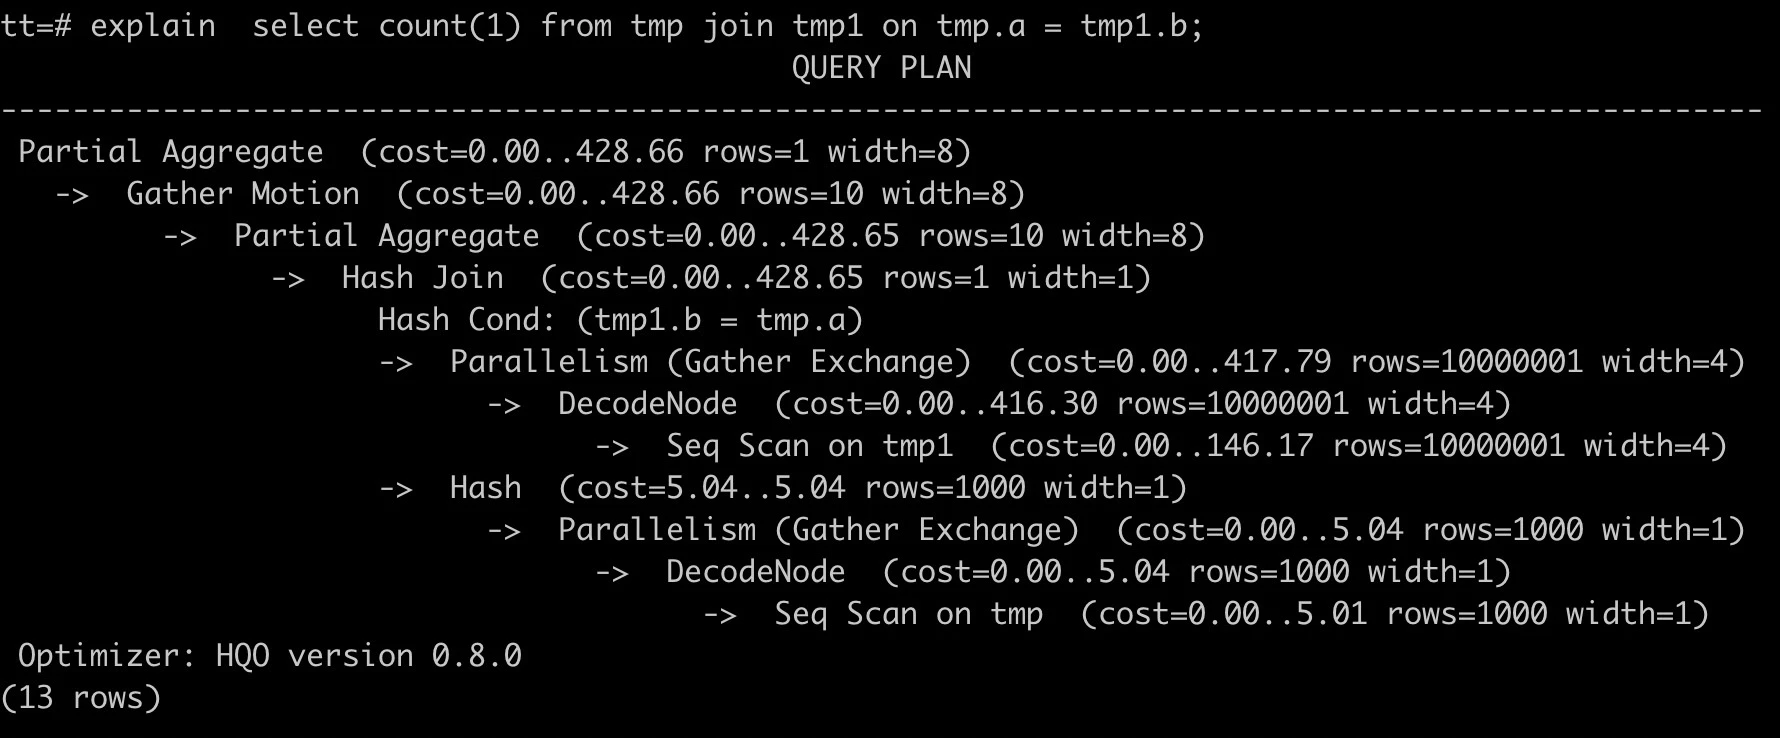 tt=# explain  select count(1) from tmp join tmp1 on tmp.a = tmp1.b;
                                            QUERY PLAN
--------------------------------------------------------------------------------------------------
 Partial Aggregate  (cost=0.00..428.66 rows=1 width=8)
   ->  Gather Motion  (cost=0.00..428.66 rows=10 width=8)
         ->  Partial Aggregate  (cost=0.00..428.65 rows=10 width=8)
               ->  Hash Join  (cost=0.00..428.65 rows=1 width=1)
                     Hash Cond: (tmp1.b = tmp.a)
                     ->  Parallelism (Gather Exchange)  (cost=0.00..417.79 rows=10000001 width=4)
                           ->  DecodeNode  (cost=0.00..416.30 rows=10000001 width=4)
                                 ->  Seq Scan on tmp1  (cost=0.00..146.17 rows=10000001 width=4)
                     ->  Hash  (cost=5.04..5.04 rows=1000 width=1)
                           ->  Parallelism (Gather Exchange)  (cost=0.00..5.04 rows=1000 width=1)
                                 ->  DecodeNode  (cost=0.00..5.04 rows=1000 width=1)
                                       ->  Seq Scan on tmp  (cost=0.00..5.01 rows=1000 width=1)
 Optimizer: HQO version 0.8.0
(13 rows)